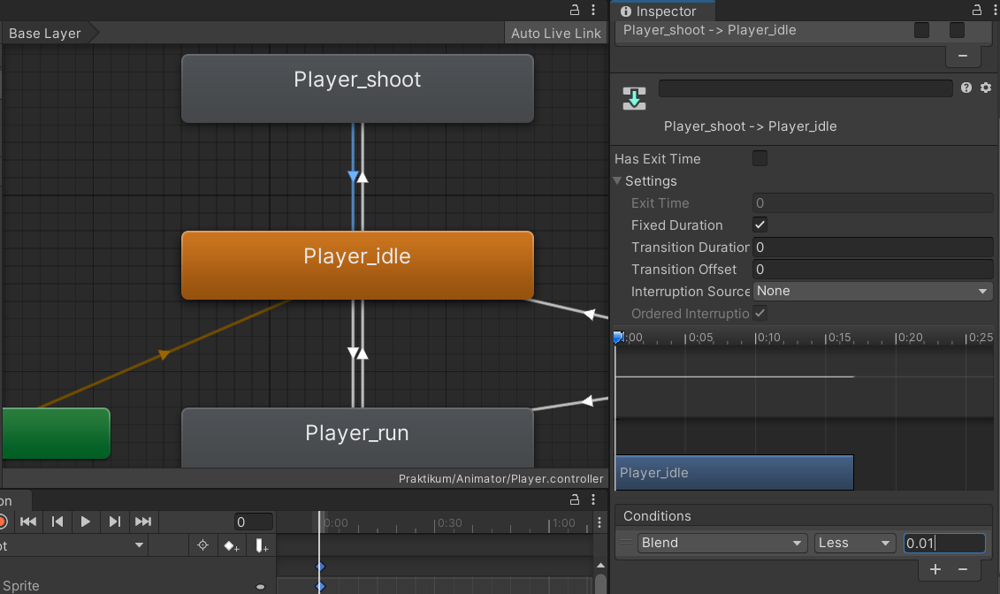 Base Layer
Auto Live Link
Player_shoot
Player_idle
Player_run
Praktikum/Animator/Player.controller
on
0
0:00
0:30
1:00
ot
Sprite
Inspector
Player_shoot -> Player_idle
Player_shoot -> Player_idle
Has Exit Time
Settings
Exit Time 0
Fixed Duration
Transition Duration 0
Transition Offset 0
Interruption Source None
Ordered Interruptio
:00 0:05 0:10 0:15 0:20 0:25
Player_idle
Conditions
Blend Less 0.01